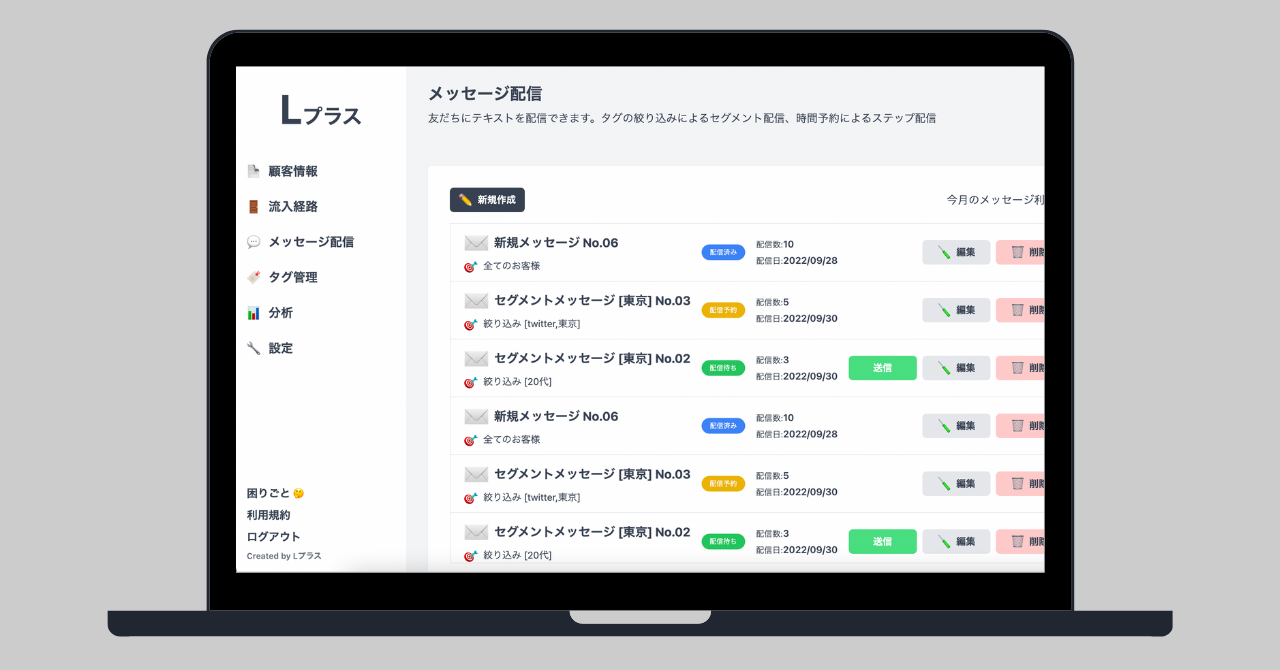 Lプラス
顧客情報
流入経路
メッセージ配信
タグ管理
分析
設定
困りごと
利用規約
ログアウト
Created by Lプラス
メッセージ配信
友だちにテキストを配信できます。タグの絞り込みによるセグメント配信、時間予約によるステップ配信
新規作成
今月のメッセージ利
新規メッセージ No.06
全てのお客様
配信済み
配信数:10
配信日:2022/09/28
編集
削除
セグメントメッセージ [東京] No.03
絞り込み [twitter,東京]
配信予約
配信数:5
配信日:2022/09/30
編集
削除
セグメントメッセージ [東京] No.02
絞り込み [20代]
配信待ち
配信数:3
配信日:2022/09/30
送信
編集
削除
新規メッセージ No.06
全てのお客様
配信済み
配信数:10
配信日:2022/09/28
編集
削除
セグメントメッセージ [東京] No.03
絞り込み [twitter,東京]
配信予約
配信数:5
配信日:2022/09/30
編集
削除
セグメントメッセージ [東京] No.02
絞り込み [20代]
配信待ち
配信数:3
配信日:2022/09/30
送信
編集
削除